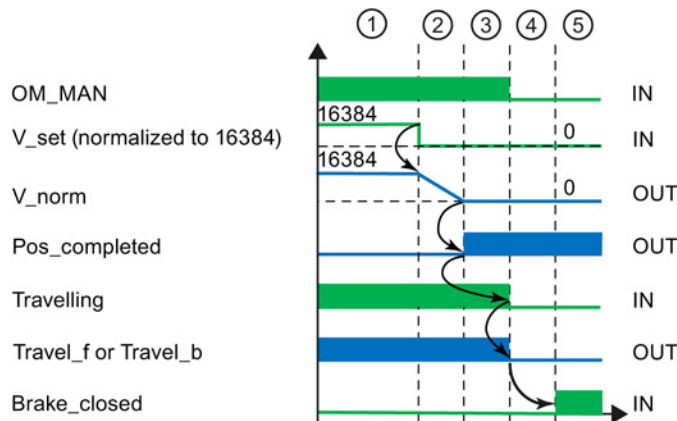 ① ② ③ ④ ⑤
OM_MAN IN
16384
V_set (normalized to 16384) 0 IN
16384
V_norm 0 OUT
Pos_completed OUT
Travelling IN
Travel_f or Travel_b OUT
Brake_closed IN